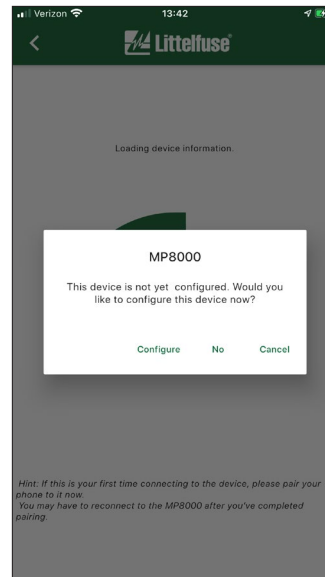 Verizon 13:42
Littelfuse®
Loading device information.
MP8000
This device is not yet configured. Would you
like to configure this device now?
Configure No Cancel
Hint: If this is your first time connecting to the device, please pair your
phone to it now.
You may have to reconnect to the MP8000 after you've completed
pairing.